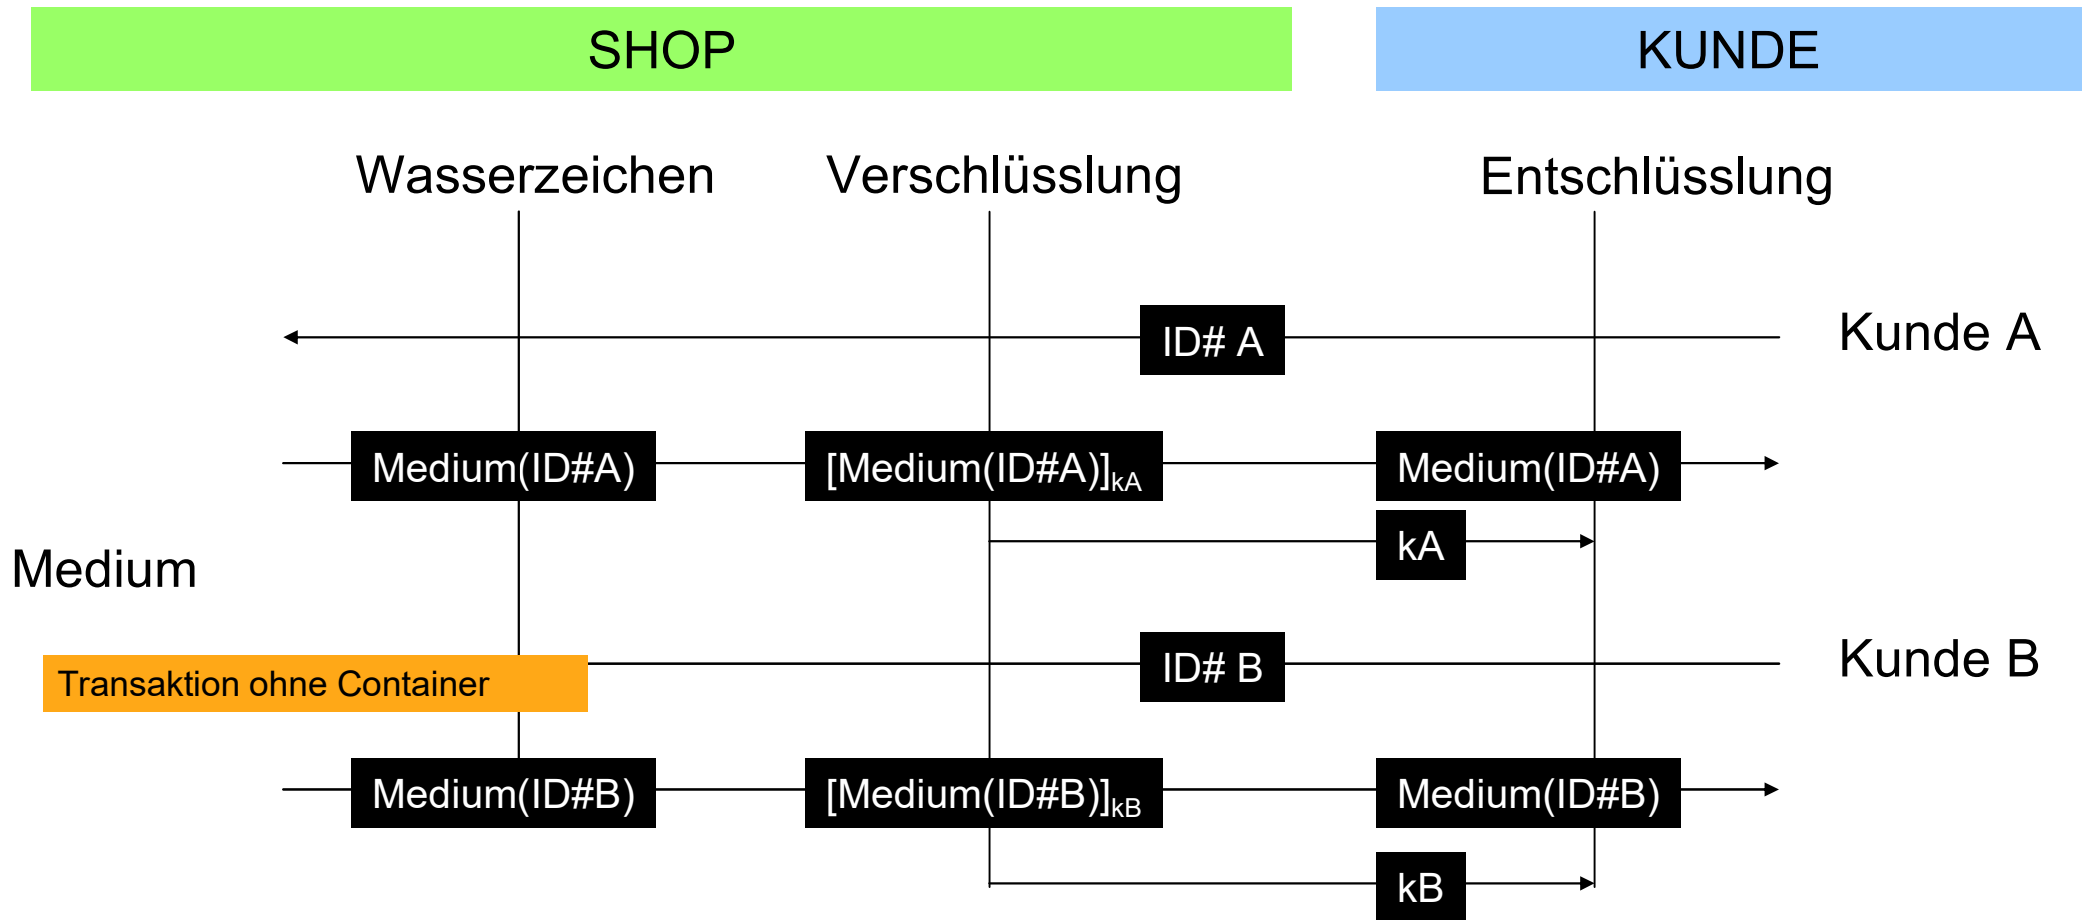 SHOP
KUNDE
Wasserzeichen
Verschlüsslung
Entschlüsslung
ID# A
Kunde A
Medium(ID#A)
[Medium(ID#A)]kA
Medium(ID#A)
kA
Medium
ID# B
Kunde B
Transaktion ohne Container
Medium(ID#B)
[Medium(ID#B)]kB
Medium(ID#B)
kB